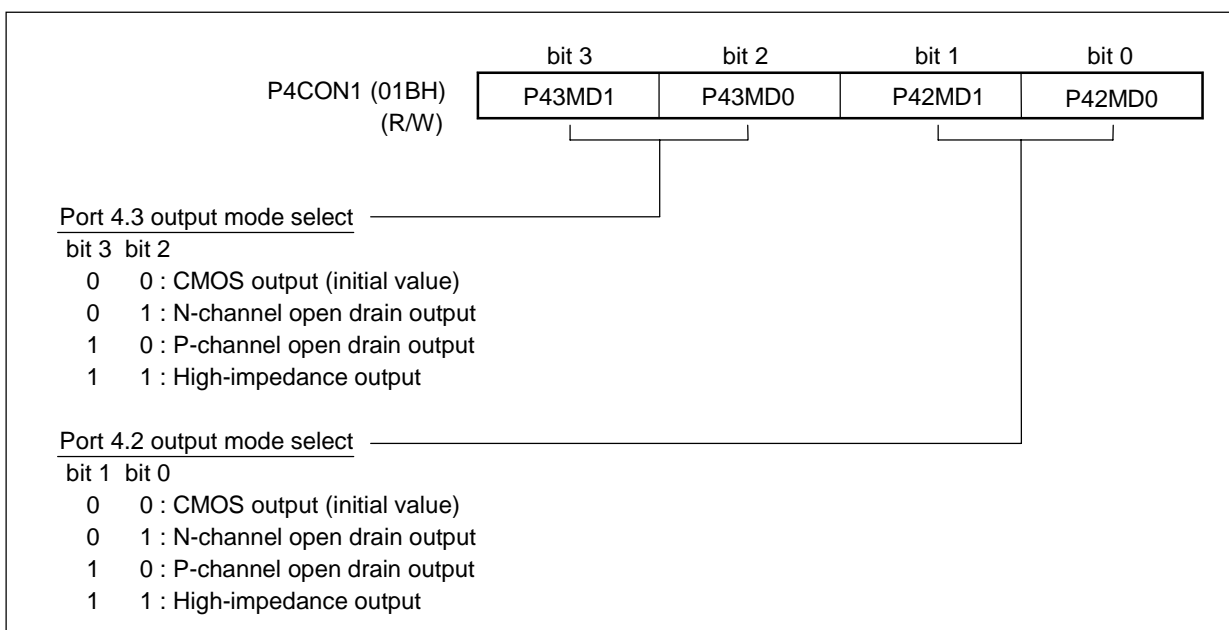 bit 3 bit 2 bit 1 bit 0
P4CON1 (01BH) P43MD1 P43MD0 P42MD1 P42MD0
(R/W)
Port 4.3 output mode select
bit 3 bit 2
0 0 : CMOS output (initial value)
0 1 : N-channel open drain output
1 0 : P-channel open drain output
1 1 : High-impedance output
Port 4.2 output mode select
bit 1 bit 0
0 0 : CMOS output (initial value)
0 1 : N-channel open drain output
1 0 : P-channel open drain output
1 1 : High-impedance output